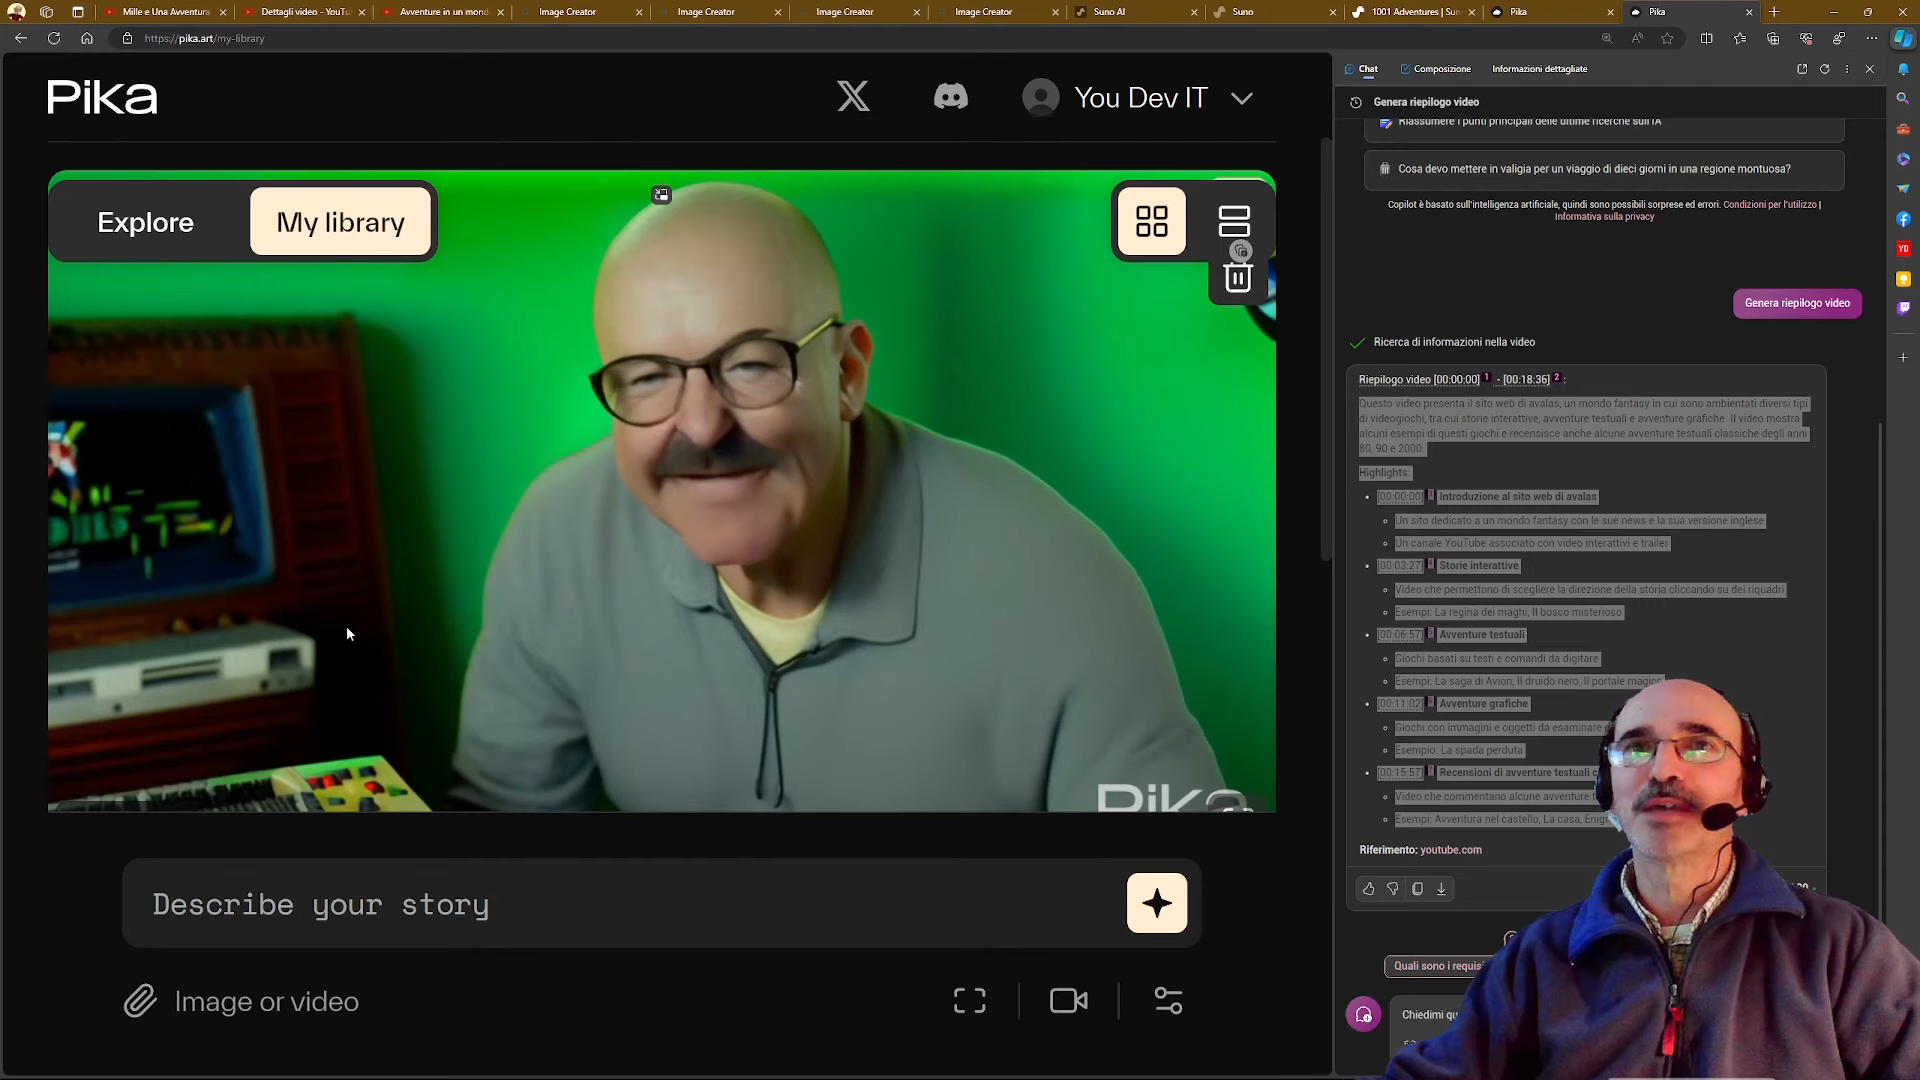 Mille e Una Avventura
Dettagli video - YouTu
Avventure in un mond
Image Creator
Image Creator
Image Creator
Image Creator
Suno AI
Suno
1001 Adventures | Sun
Pika
Pika
https://pika.art/my-library
Pika
You Dev IT
Explore
My library
Pika
Describe your story
Image or video
Chat
Composizione
Informazioni dettagliate
Genera riepilogo video
Riassumere i punti principali delle ultime ricerche sull'IA
Cosa devo mettere in valigia per un viaggio di dieci giorni in una regione montuosa?
Copilot è basato sull'intelligenza artificiale, quindi sono possibili sorprese ed errori. Condizioni per l'utilizzo |
Informativa sulla privacy
Genera riepilogo video
Ricerca di informazioni nella video
Riepilogo video [00:00:00] 1 - [00:18:36] 2 :
Questo video presenta il sito web di avalas, un mondo fantasy in cui sono ambientati diversi tipi
di videogiochi, tra cui storie interattive, avventure testuali e avventure grafiche. Il video mostra
alcuni esempi di questi giochi e recensisce anche alcune avventure testuali classiche degli anni
80, 90 e 2000.
Highlights:
[00:00:00] Introduzione al sito web di avalas
Un sito dedicato a un mondo fantasy con le sue news e la sua versione inglese
Un canale YouTube associato con video interattivi e trailer
[00:03:27] Storie interattive
Video che permettono di scegliere la direzione della storia cliccando su dei riquadri
Esempi: La regina dei maghi, Il bosco misterioso
[00:06:57] Avventure testuali
Giochi basati su testi e comandi da digitare
Esempi: La saga di Avion, Il druido nero, Il portale magico
[00:11:02] Avventure grafiche
Giochi con immagini e oggetti da esaminare
Esempio: La spada perduta
[00:15:57] Recensioni di avventure testuali c
Video che commentano alcune avventure te
Esempi: Avventura nel castello, La casa, Enig
Riferimento: youtube.com
Quali sono i requisi
Chiedimi qu
YD